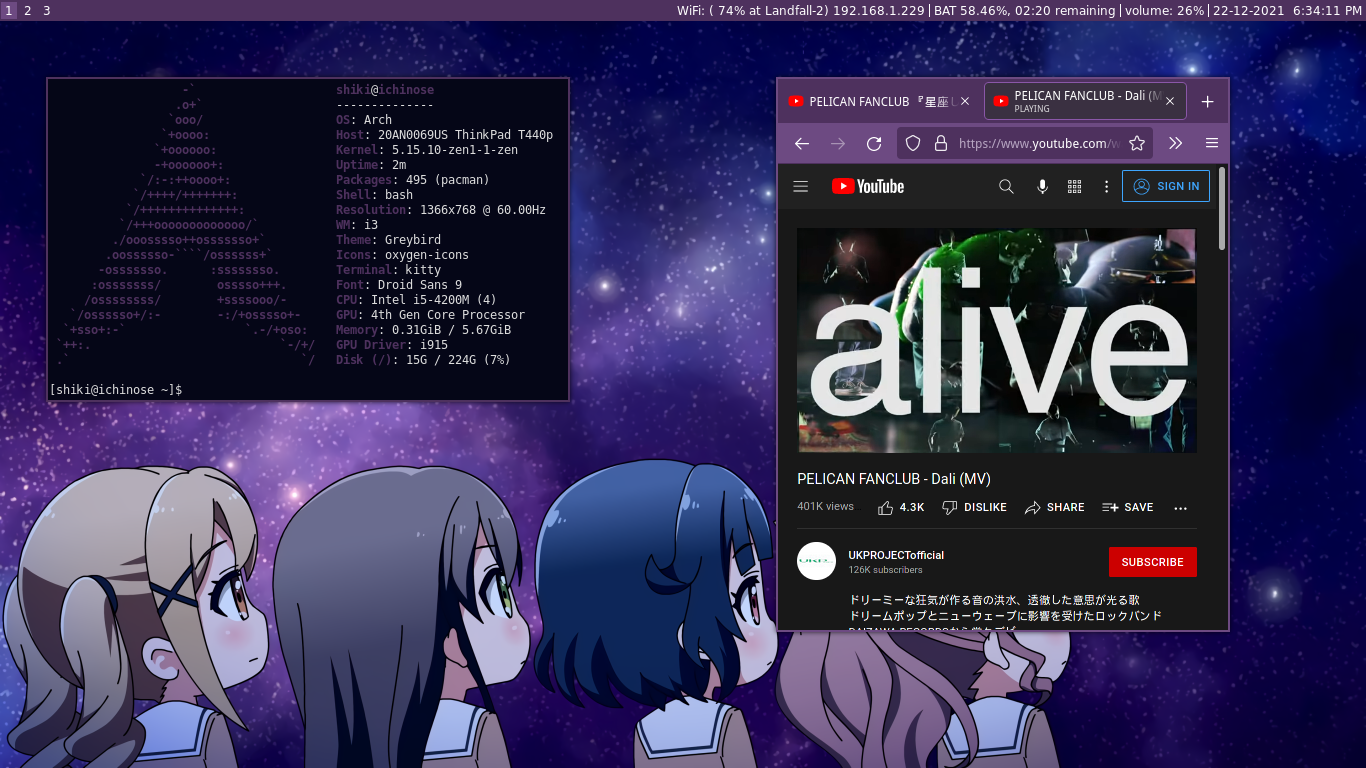 1 2 3
WiFi: ( 74% at Landfall-2) 192.168.1.229 | BAT 58.46%, 02:20 remaining | volume: 26% | 22-12-2021 6:34:11 PM
shiki@ichinose
--------------
OS: Arch
Host: 20AN0069US ThinkPad T440p
Kernel: 5.15.10-zen1-1-zen
Uptime: 2m
Packages: 495 (pacman)
Shell: bash
Resolution: 1366x768 @ 60.00Hz
WM: i3
Theme: Greybird
Icons: oxygen-icons
Terminal: kitty
Font: Droid Sans 9
CPU: Intel i5-4200M (4)
GPU: 4th Gen Core Processor
Memory: 0.31GiB / 5.67GiB
GPU Driver: i915
Disk (/): 15G / 224G (7%)
[shiki@ichinose ~]$
PELICAN FANCLUB 『星座
PELICAN FANCLUB - Dali (M
PLAYING
https://www.youtube.com/w
YouTube
SIGN IN
alive
PELICAN FANCLUB - Dali (MV)
401K views 4.3K DISLIKE SHARE SAVE
UKPROJECTofficial
126K subscribers
SUBSCRIBE
ドリーミーな狂気が作る音の洪水、透徹した意思が光る歌
ドリームポップとニューウェーブに影響を受けたロックバンド